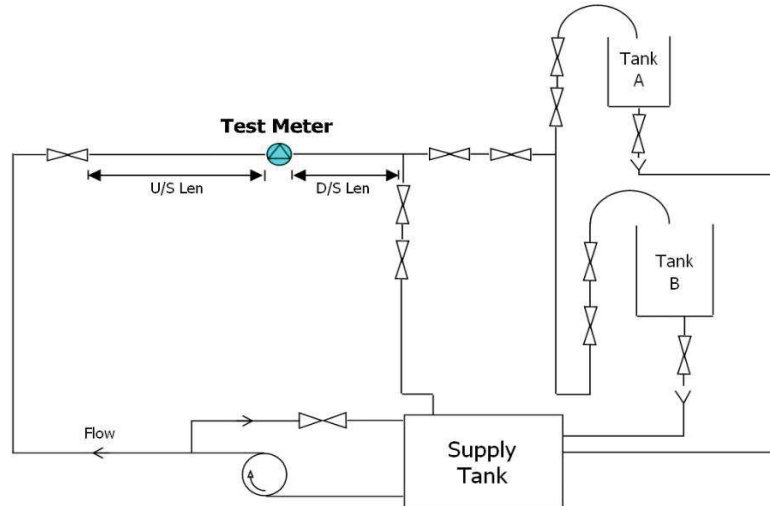 Tank
A
Test Meter
U/S Len
D/S Len
Tank
B
Flow
Supply
Tank